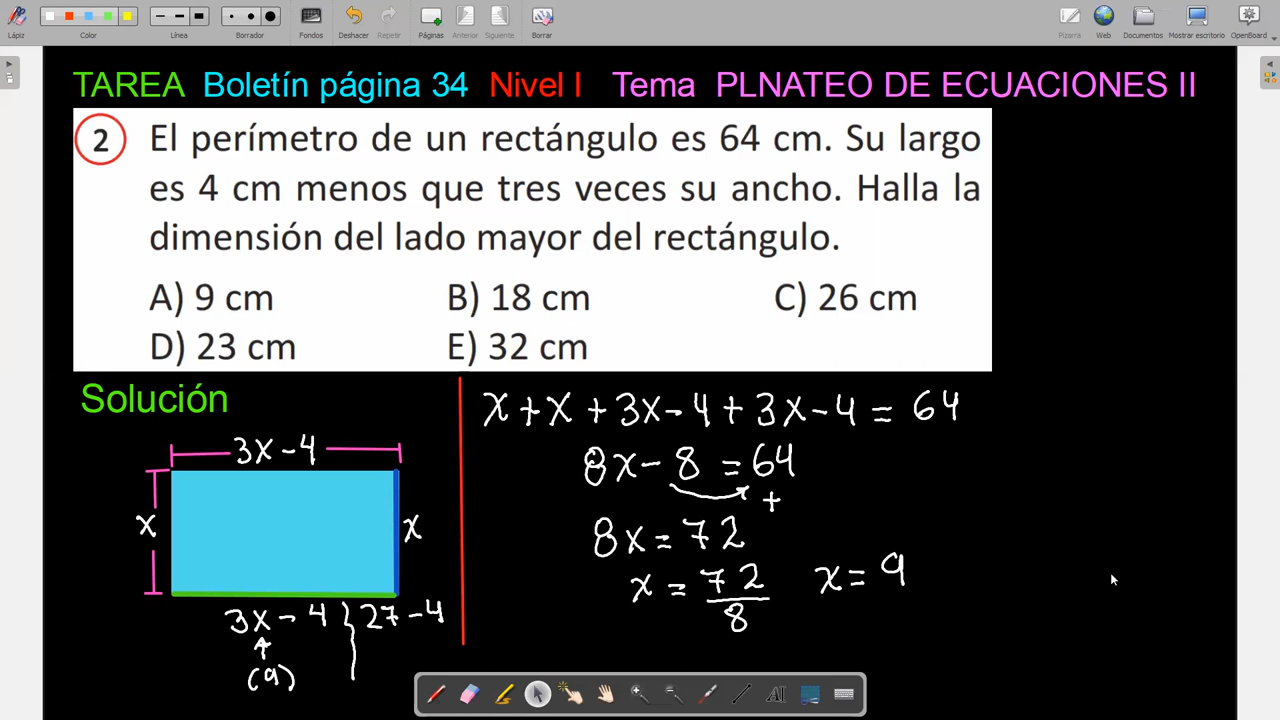 Lápiz Color Línea Borrador Fondos Deshacer Repetir Páginas Anterior Siguiente Borrar Pizarra Web Documentos Mostrar escritorio OpenBoard
TAREA Boletín página 34 Nivel I Tema PLNATEO DE ECUACIONES II
2 El perímetro de un rectángulo es 64 cm. Su largo
es 4 cm menos que tres veces su ancho. Halla la
dimensión del lado mayor del rectángulo.
A) 9 cm B) 18 cm C) 26 cm
D) 23 cm E) 32 cm
Solución
3x-4
x
x
3x-4 27-4
(9)
x+x+3x-4+3x-4=64
8x-8=64
+
8x=72
x=72/8 x=9
AI